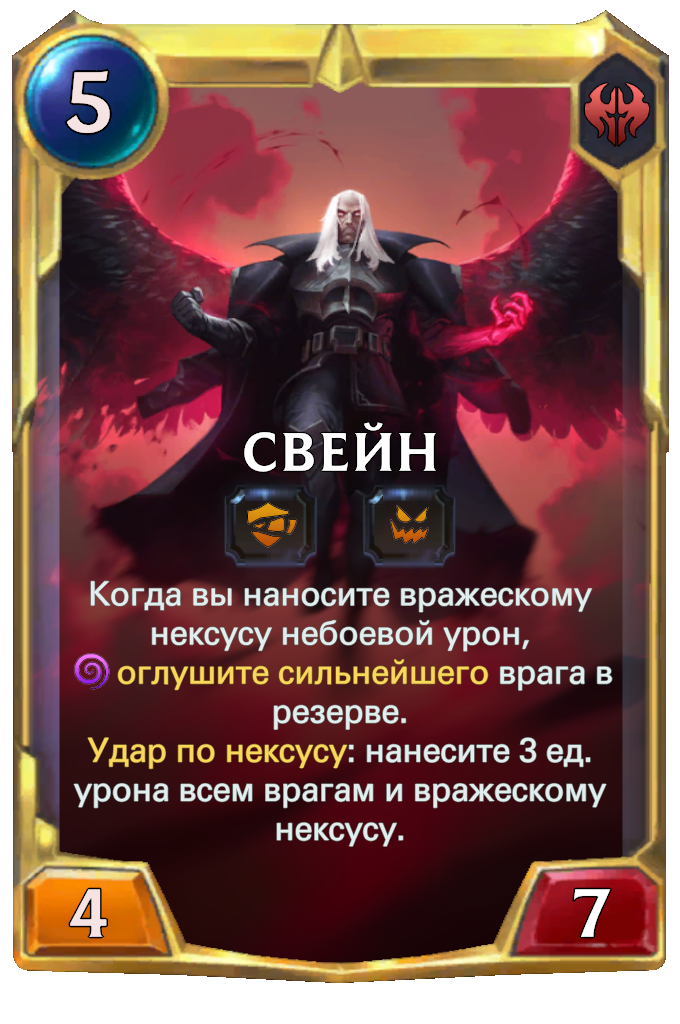 5
СВЕЙН
Когда вы наносите вражескому
нексусу небоевой урон,
оглушите сильнейшего врага в
резерве.
Удар по нексусу: нанесите 3 ед.
урона всем врагам и вражескому
нексусу.
4
7